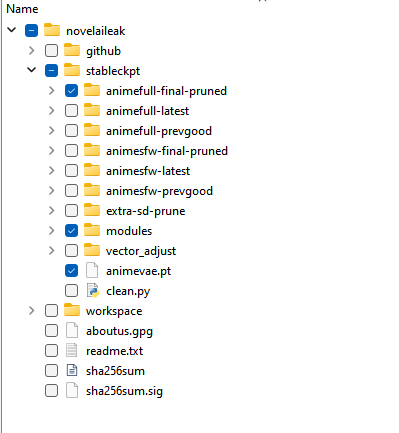 Name
novelaileak
github
stableckpt
animefull-final-pruned
animefull-latest
animefull-prevgood
animesfw-final-pruned
animesfw-latest
animesfw-prevgood
extra-sd-prune
modules
vector_adjust
animevae.pt
clean.py
workspace
aboutus.gpg
readme.txt
sha256sum
sha256sum.sig